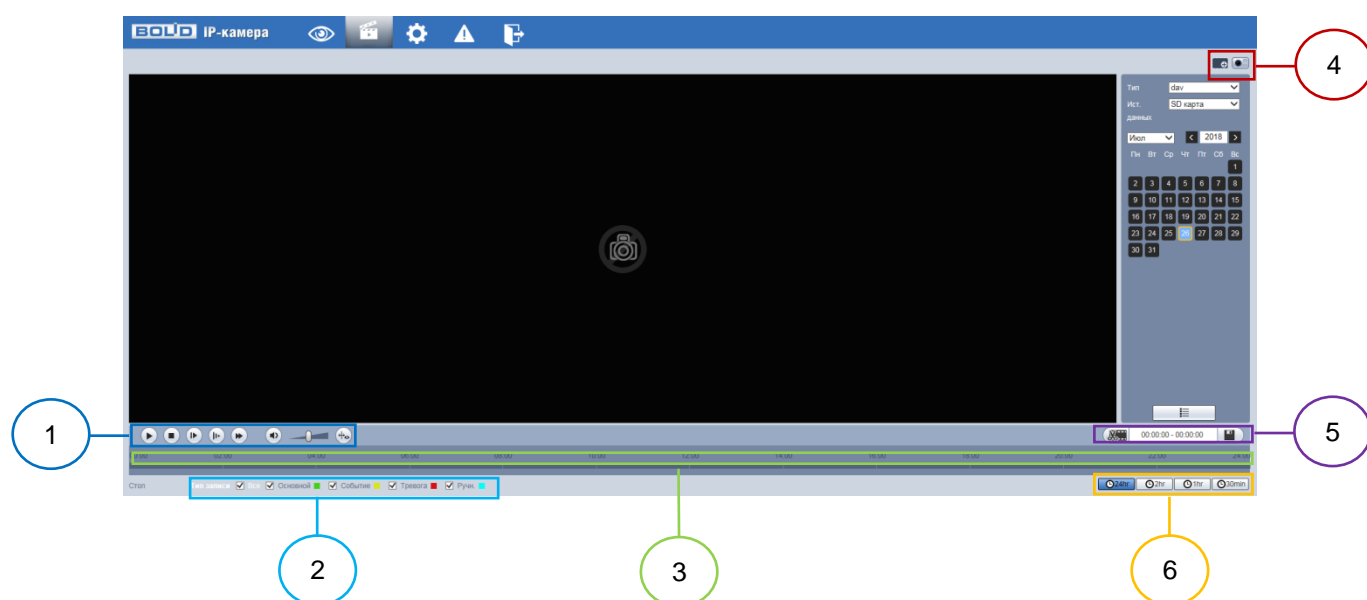 BOLID IP-камера
4
Тип dav
Ист. данных SD карта
Июл 2018
Пн Вт Ср Чт Пт Сб Вс
1
2 3 4 5 6 7 8
9 10 11 12 13 14 15
16 17 18 19 20 21 22
23 24 25 26 27 28 29
30 31
1
00:00:00 - 00:00:00
5
00:00 02:00 04:00 06:00 08:00 10:00 12:00 14:00 16:00 18:00 20:00 22:00 24:00
Стоп Тип записи Все Основной Событие Тревога Ручн.
24hr 2hr 1hr 30min
2
3
6